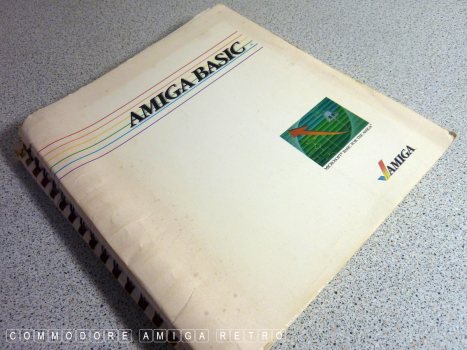 AMIGA BASIC
MICROSOFT BASIC FOR THE AMIGA
AMIGA
COMMODORE AMIGA RETRO